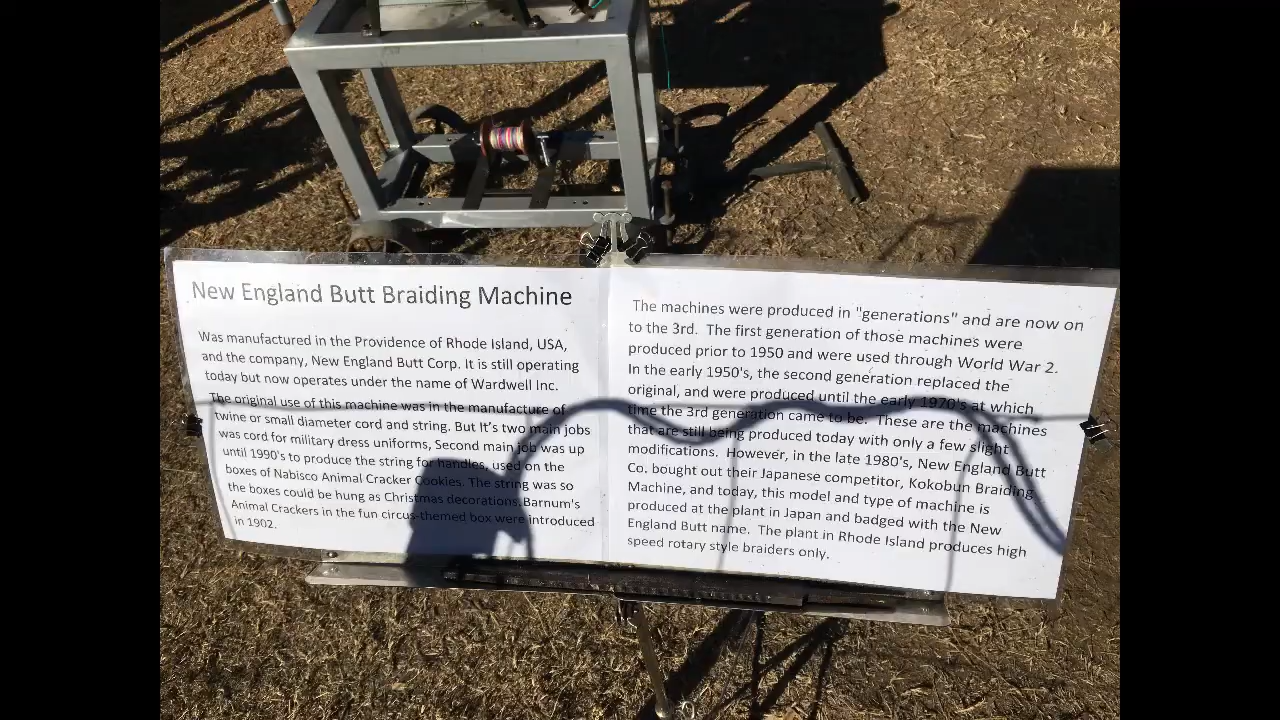 New England Butt Braiding Machine
Was manufactured in the Providence of Rhode Island, USA,
and the company, New England Butt Corp. It is still operating
today but now operates under the name of Wardwell Inc.
The original use of this machine was in the manufacture of
twine or small diameter cord and string. But It's two main jobs
was cord for military dress uniforms, Second main job was up
until 1990's to produce the string for handles, used on the
boxes of Nabisco Animal Cracker Cookies. The string was so
the boxes could be hung as Christmas decorations. Barnum's
Animal Crackers in the fun circus-themed box were introduced
in 1902.
The machines were produced in "generations" and are now on
to the 3rd. The first generation of those machines were
produced prior to 1950 and were used through World War 2.
In the early 1950's, the second generation replaced the
original, and were produced until the early 1970's at which
time the 3rd generation came to be. These are the machines
that are still being produced today with only a few slight
modifications. However, in the late 1980's, New England Butt
Co. bought out their Japanese competitor, Kokobun Braiding
Machine, and today, this model and type of machine is
produced at the plant in Japan and badged with the New
England Butt name. The plant in Rhode Island produces high
speed rotary style braiders only.